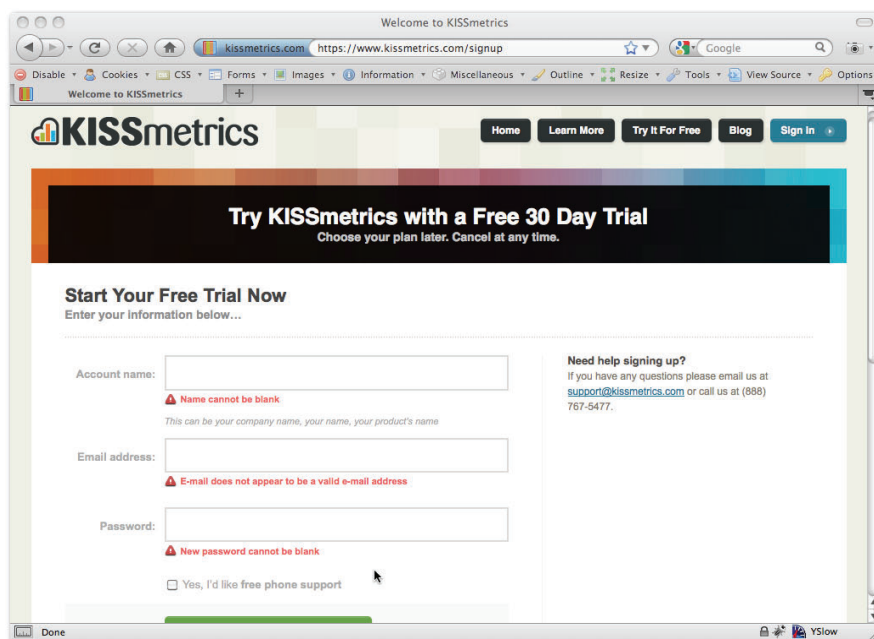 Welcome to KISSmetrics
kissmetrics.com https://www.kissmetrics.com/signup Google
Disable Cookies CSS Forms Images Information Miscellaneous Outline Resize Tools View Source Options
Welcome to KISSmetrics +
KISSmetrics Home Learn More Try It For Free Blog Sign in
Try KISSmetrics with a Free 30 Day Trial
Choose your plan later. Cancel at any time.
Start Your Free Trial Now
Enter your information below...
Account name:
Name cannot be blank
This can be your company name, your name, your product's name
Email address:
E-mail does not appear to be a valid e-mail address
Password:
New password cannot be blank
Yes, I'd like free phone support
Need help signing up?
If you have any questions please email us at
support@kissmetrics.com or call us at (888)
767-5477.
Done YSlow